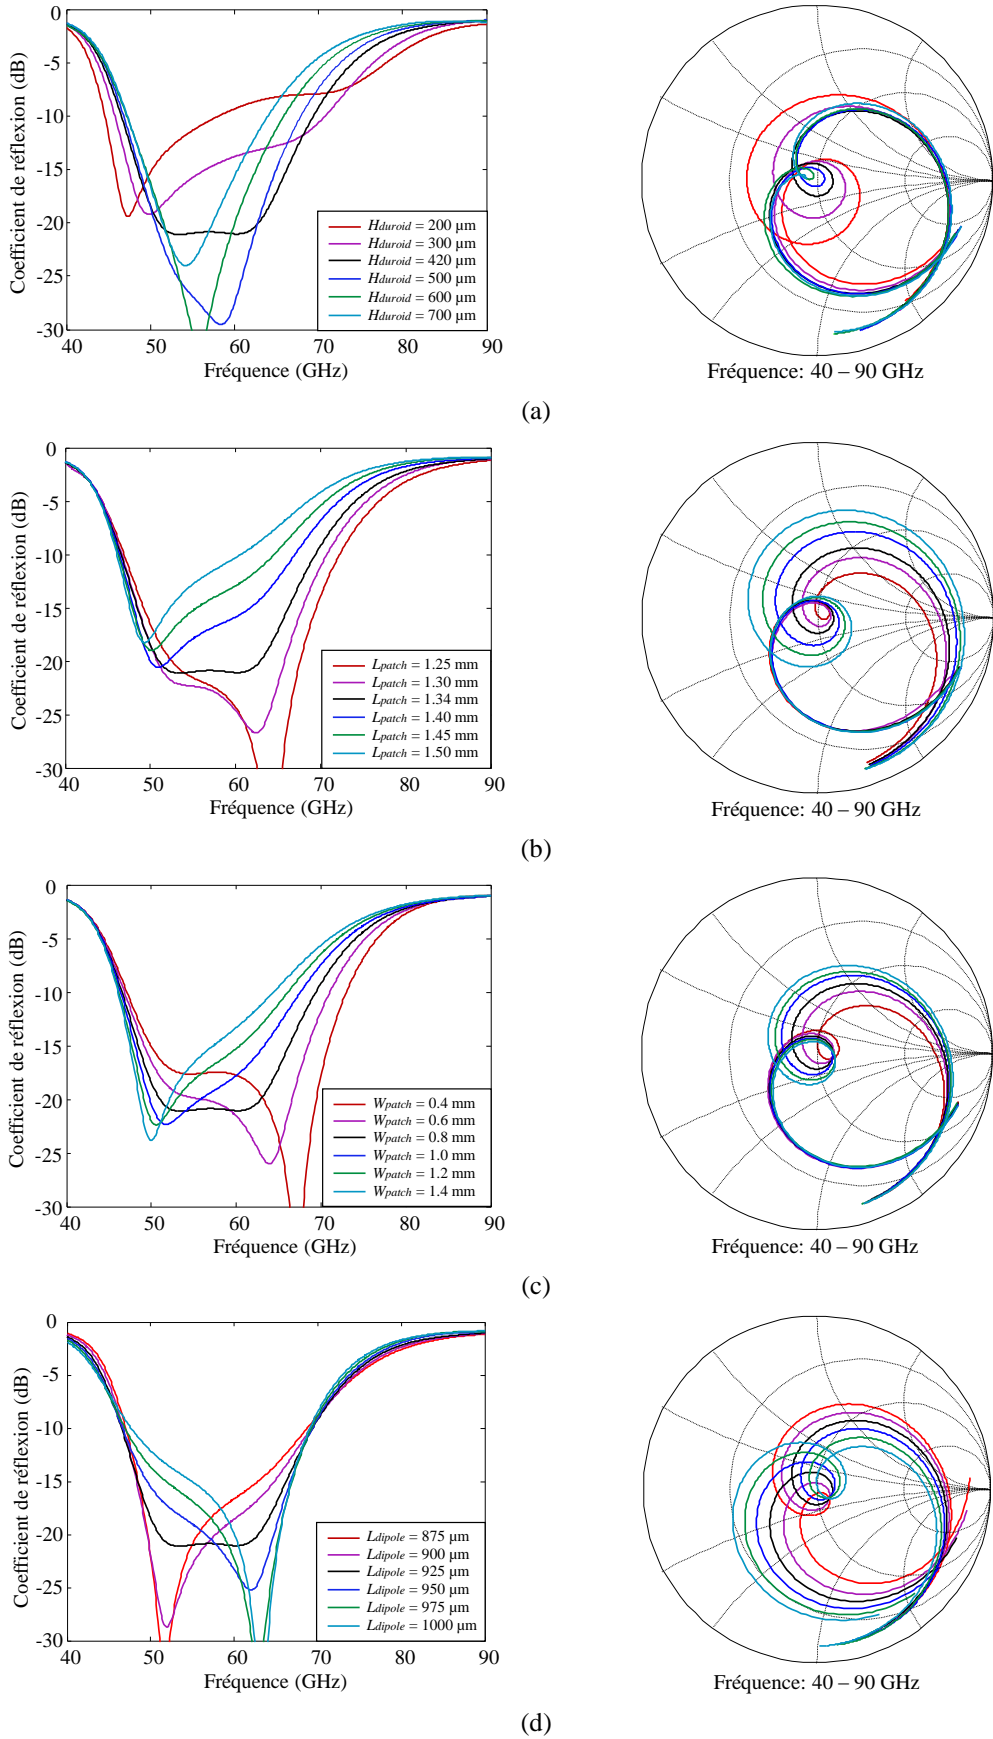 0
-5
-10
-15
-20
-25
-30
40
50
60
70
80
90
Coefficient de réflexion (dB)
Fréquence (GHz)
Hduroid = 200 µm
Hduroid = 300 µm
Hduroid = 420 µm
Hduroid = 500 µm
Hduroid = 600 µm
Hduroid = 700 µm
Fréquence: 40 – 90 GHz
(a)
0
-5
-10
-15
-20
-25
-30
40
50
60
70
80
90
Coefficient de réflexion (dB)
Fréquence (GHz)
Lpatch = 1.25 mm
Lpatch = 1.30 mm
Lpatch = 1.34 mm
Lpatch = 1.40 mm
Lpatch = 1.45 mm
Lpatch = 1.50 mm
Fréquence: 40 – 90 GHz
(b)
0
-5
-10
-15
-20
-25
-30
40
50
60
70
80
90
Coefficient de réflexion (dB)
Fréquence (GHz)
Wpatch = 0.4 mm
Wpatch = 0.6 mm
Wpatch = 0.8 mm
Wpatch = 1.0 mm
Wpatch = 1.2 mm
Wpatch = 1.4 mm
Fréquence: 40 – 90 GHz
(c)
0
-5
-10
-15
-20
-25
-30
40
50
60
70
80
90
Coefficient de réflexion (dB)
Fréquence (GHz)
Ldipole = 875 µm
Ldipole = 900 µm
Ldipole = 925 µm
Ldipole = 950 µm
Ldipole = 975 µm
Ldipole = 1000 µm
Fréquence: 40 – 90 GHz
(d)